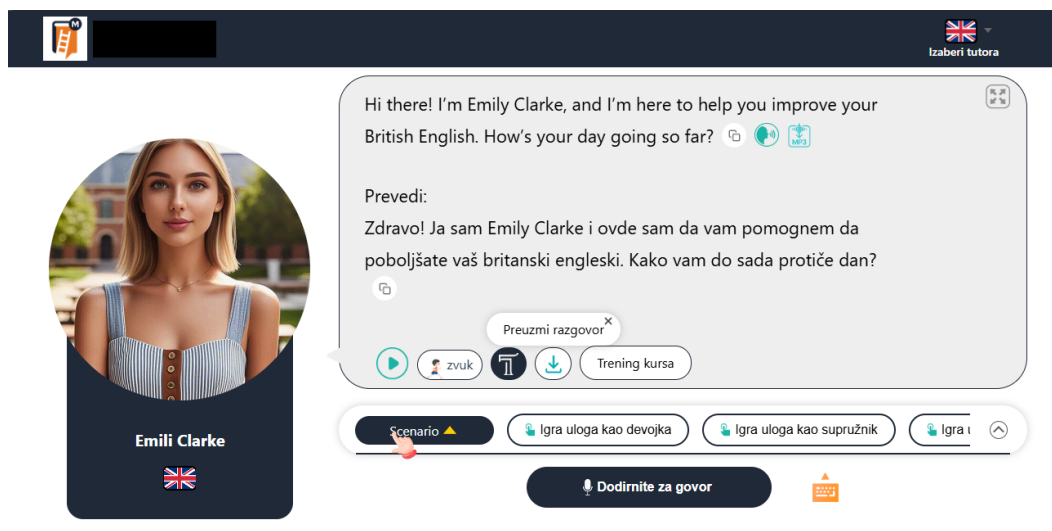 M
Izaberi tutora
Hi there! I'm Emily Clarke, and I'm here to help you improve your
British English. How's your day going so far?
MP3
Prevedi:
Zdravo! Ja sam Emily Clarke i ovde sam da vam pomognem da
poboljšate vaš britanski engleski. Kako vam do sada protiče dan?
Preuzmi razgovor
zvuk
Trening kursa
Emili Clarke
Scenario
Igra uloga kao devojka
Igra uloga kao supružnik
Igra
Dodirnite za govor